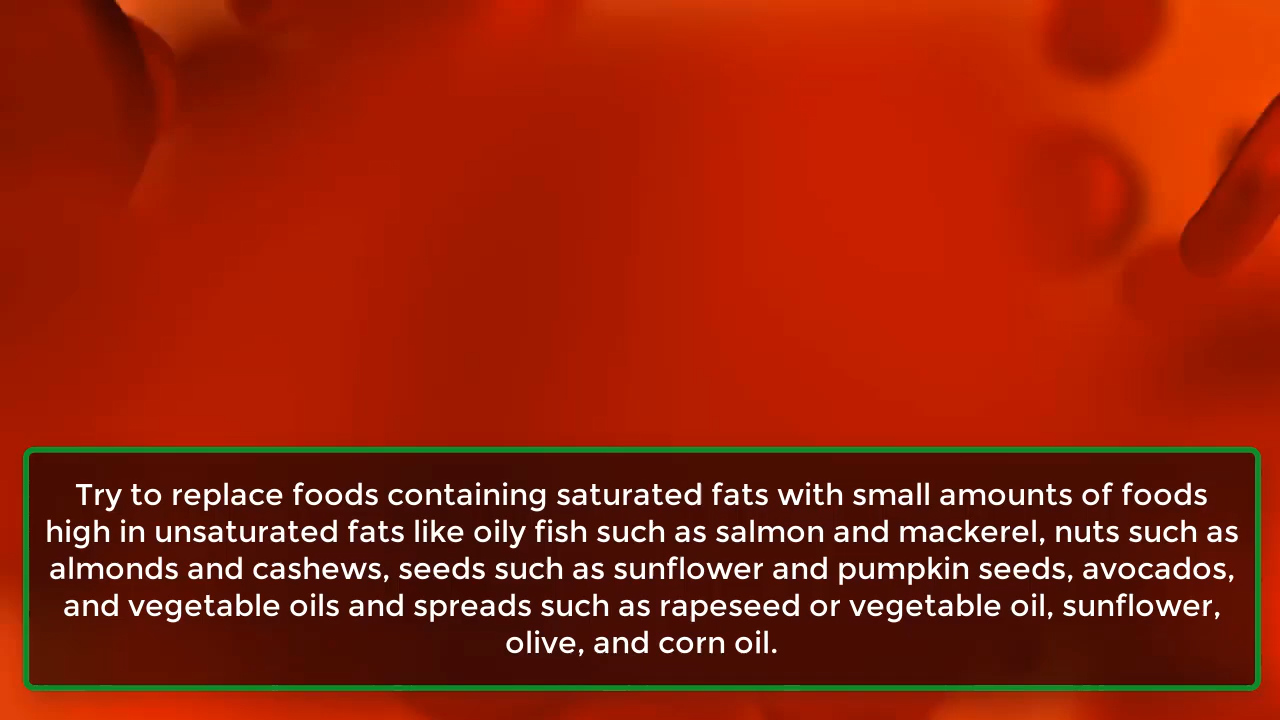 Try to replace foods containing saturated fats with small amounts of foods
high in unsaturated fats like oily fish such as salmon and mackerel, nuts such as
almonds and cashews, seeds such as sunflower and pumpkin seeds, avocados,
and vegetable oils and spreads such as rapeseed or vegetable oil, sunflower,
olive, and corn oil.